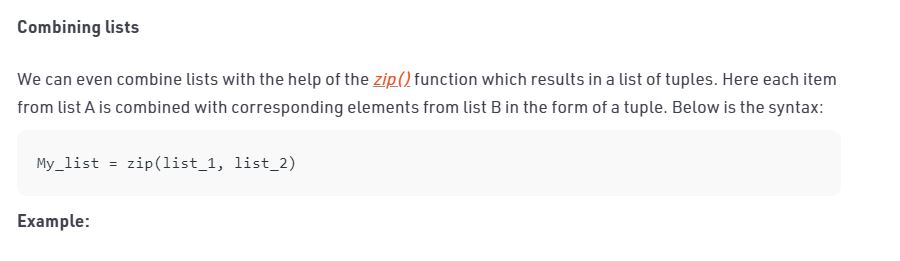 Combining lists
We can even combine lists with the help of the zip() function which results in a list of tuples. Here each item
from list A is combined with corresponding elements from list B in the form of a tuple. Below is the syntax:
My_list = zip(list_1, list_2)
Example: